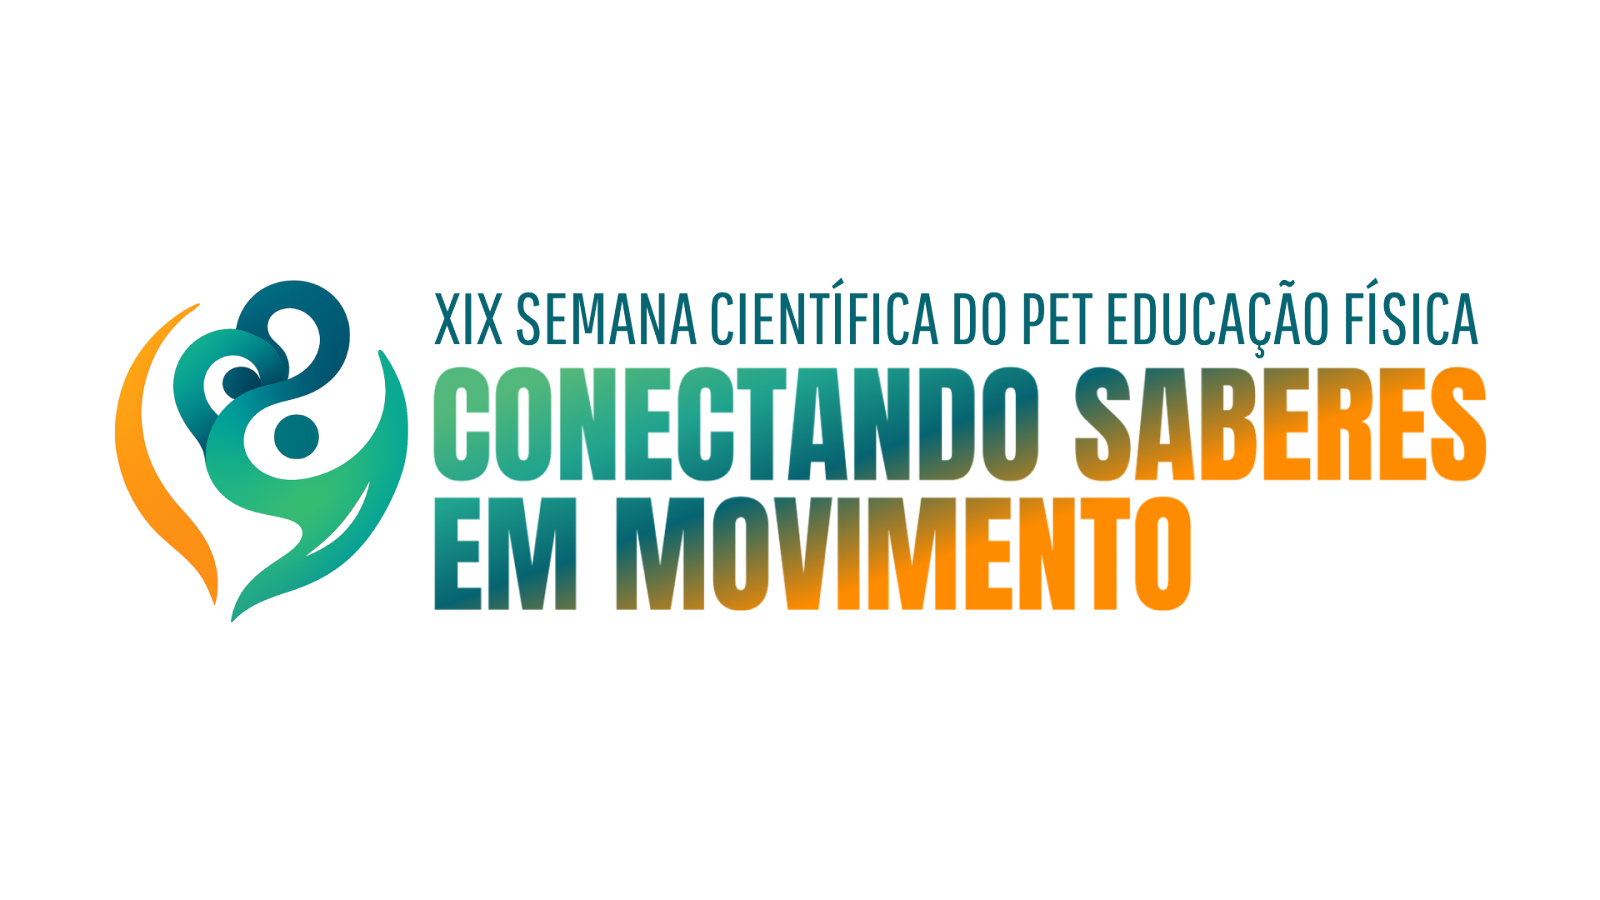 XIX SEMANA CIENTÍFICA DO PET EDUCAÇÃO FÍSICA
CONECTANDO SABERES
EM MOVIMENTO